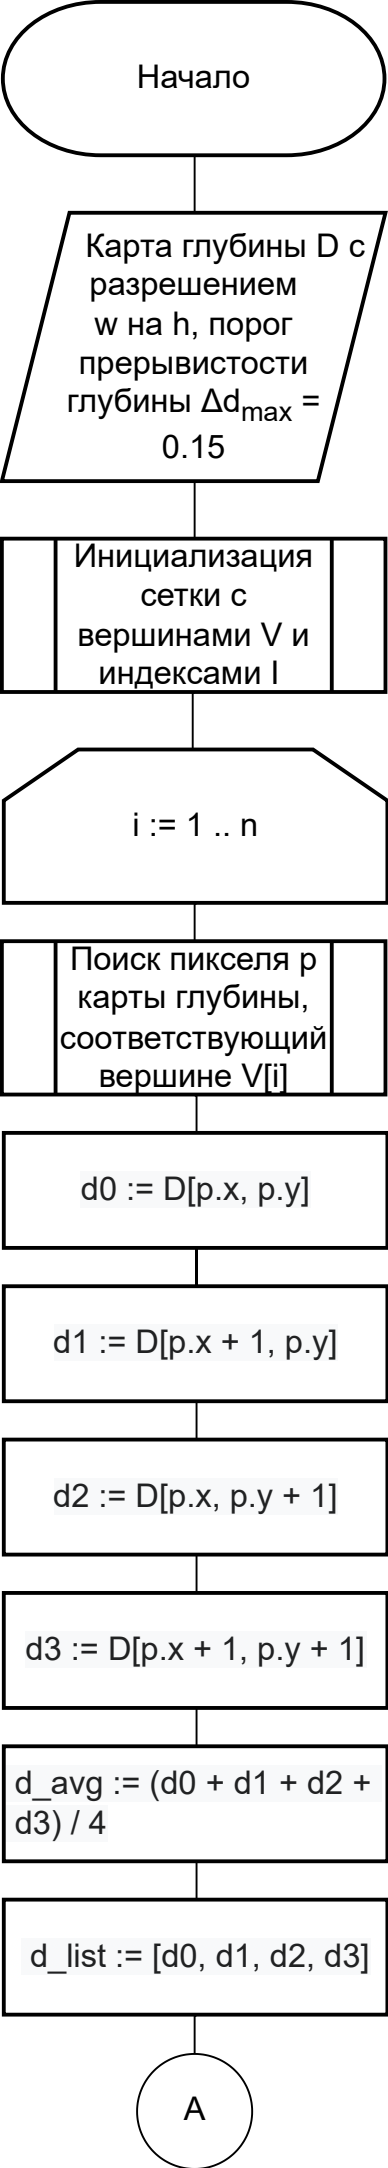 Начало
Карта глубины D с
разрешением
w на h, порог
прерывистости
глубины Δd_max =
0.15
Инициализация
сетки с
вершинами V и
индексами I
i := 1 .. n
Поиск пикселя p
карты глубины,
соответствующий
вершине V[i]
d0 := D[p.x, p.y]
d1 := D[p.x + 1, p.y]
d2 := D[p.x, p.y + 1]
d3 := D[p.x + 1, p.y + 1]
d_avg := (d0 + d1 + d2 +
d3) / 4
d_list := [d0, d1, d2, d3]
A